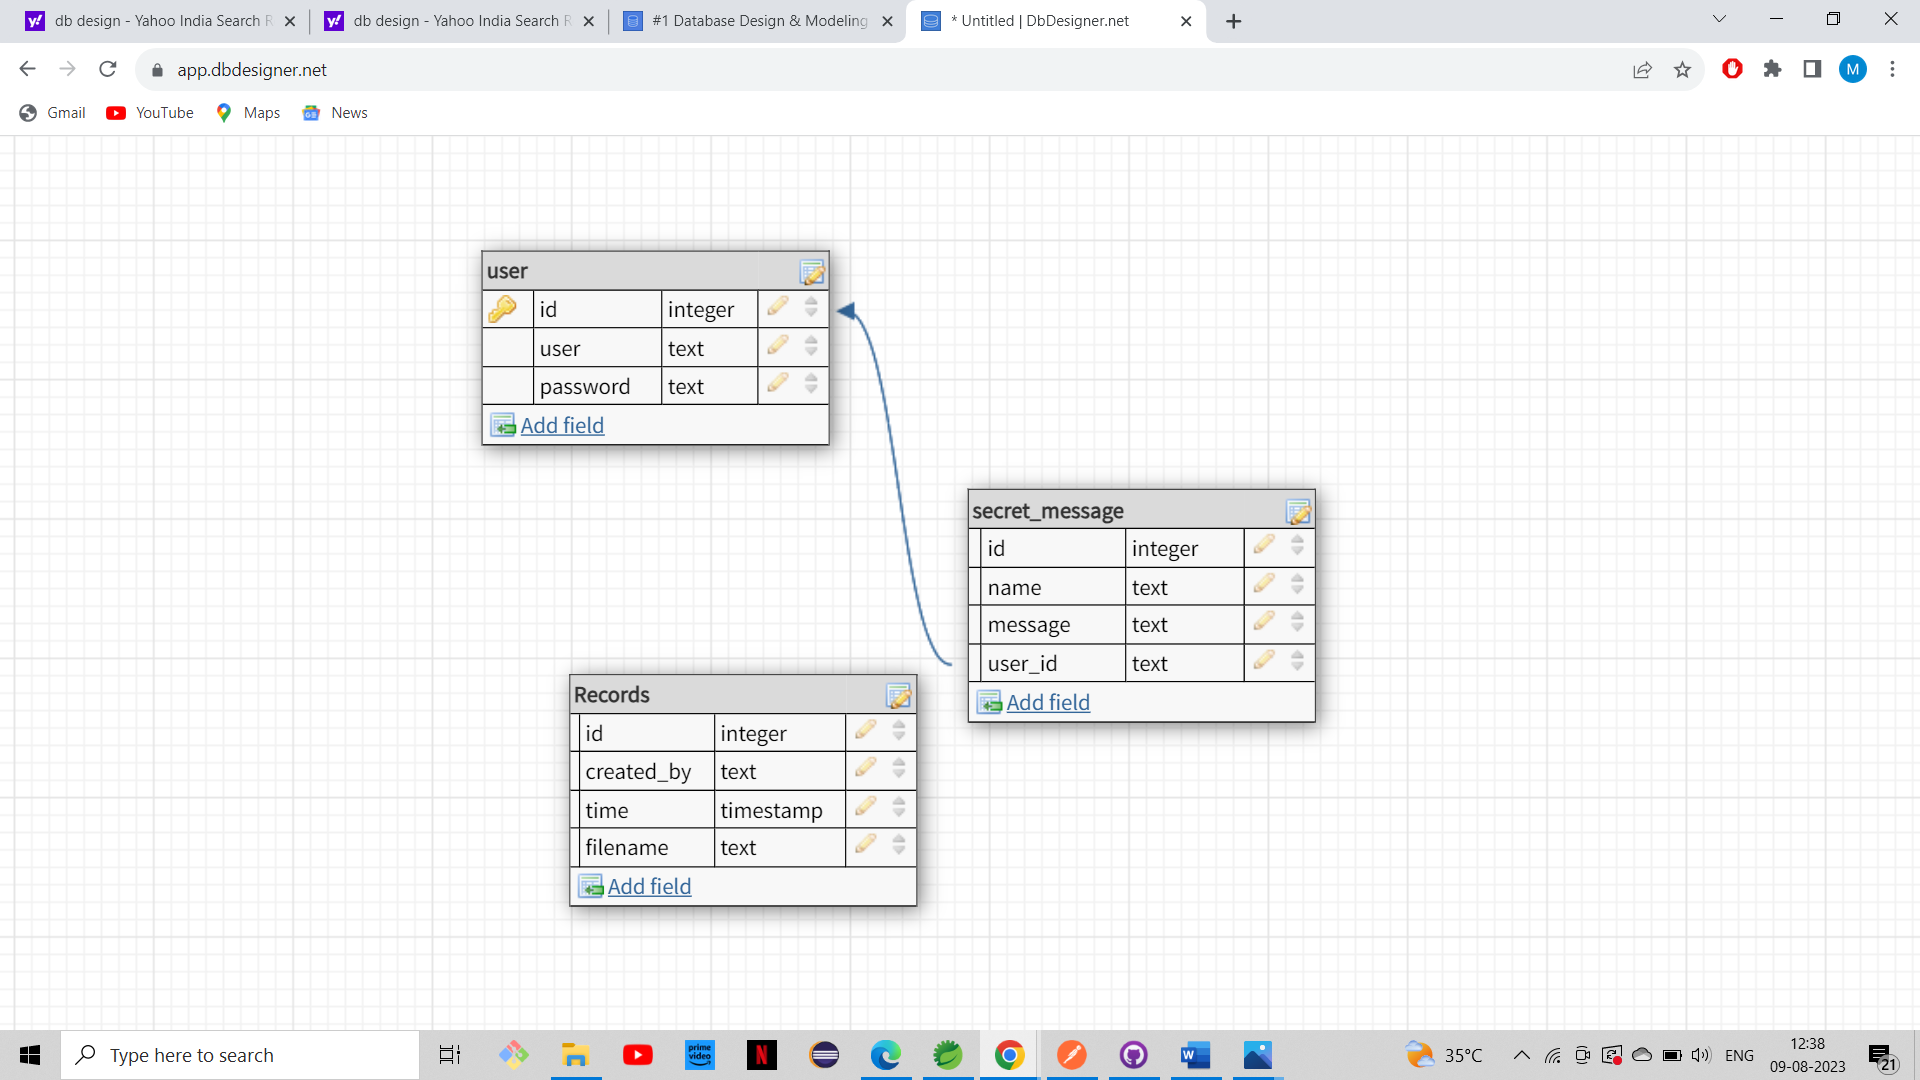 db design - Yahoo India Search R
db design - Yahoo India Search R
#1 Database Design & Modeling
* Untitled | DbDesigner.net
app.dbdesigner.net
M
Gmail
YouTube
Maps
News
user
id integer
user text
password text
Add field
secret_message
id integer
name text
message text
user_id text
Add field
Records
id integer
created_by text
time timestamp
filename text
Add field
Type here to search
prime video
N
W
35°C
ENG
12:38
09-08-2023
21